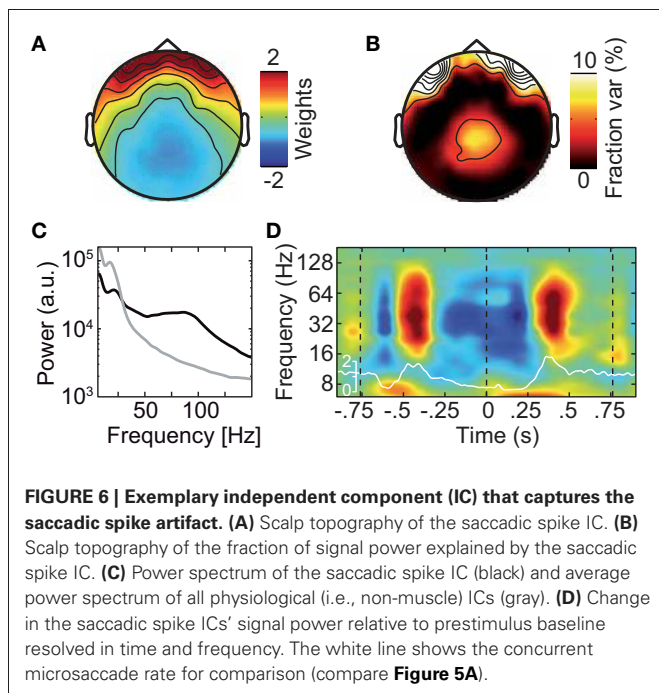 A
2
Weights
-2
B
10
Fraction var (%)
0
C
10⁵
10⁴
10³
Power (a.u.)
50 100
Frequency [Hz]
D
128
64
32
16
8
Frequency (Hz)
2
0
-.75 -.5 -.25 0 .25 .5 .75
Time (s)
FIGURE 6 | Exemplary independent component (IC) that captures the
saccadic spike artifact. (A) Scalp topography of the saccadic spike IC. (B)
Scalp topography of the fraction of signal power explained by the saccadic
spike IC. (C) Power spectrum of the saccadic spike IC (black) and average
power spectrum of all physiological (i.e., non-muscle) ICs (gray). (D) Change
in the saccadic spike ICs' signal power relative to prestimulus baseline
resolved in time and frequency. The white line shows the concurrent
microsaccade rate for comparison (compare Figure 5A).